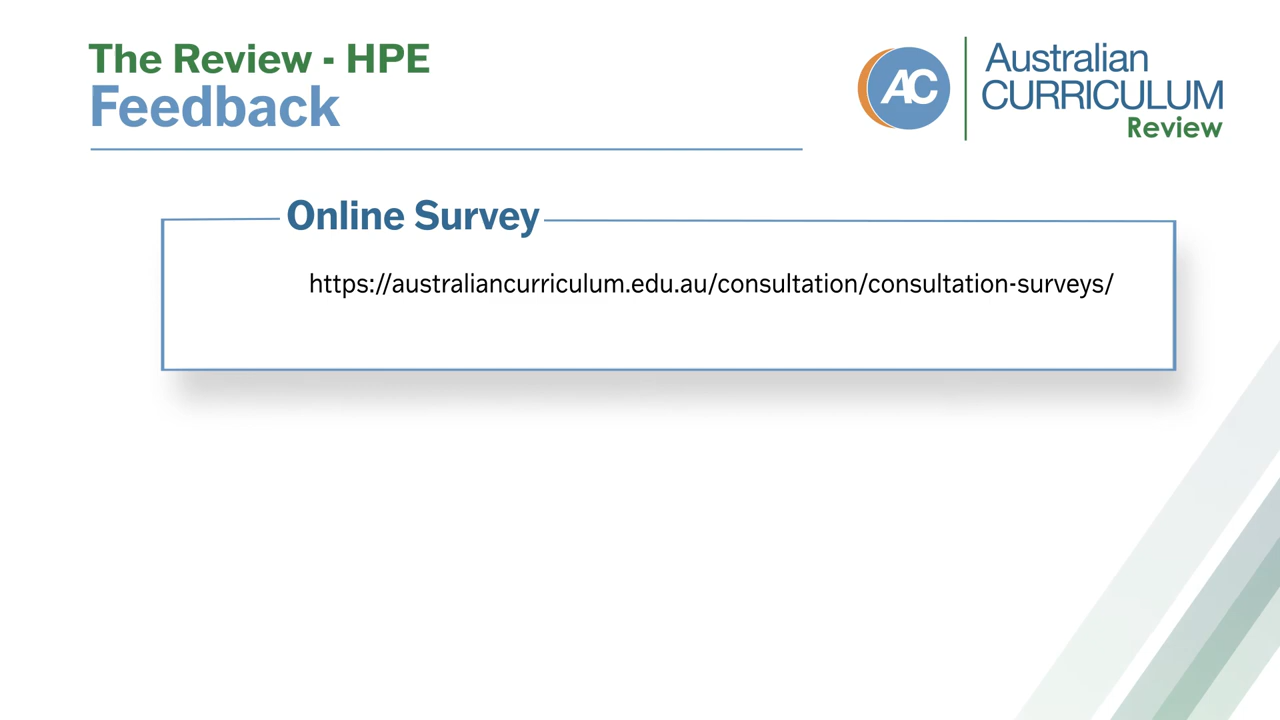 The Review - HPE
Feedback
AC
Australian
CURRICULUM
Review
Online Survey
https://australiancurriculum.edu.au/consultation/consultation-surveys/